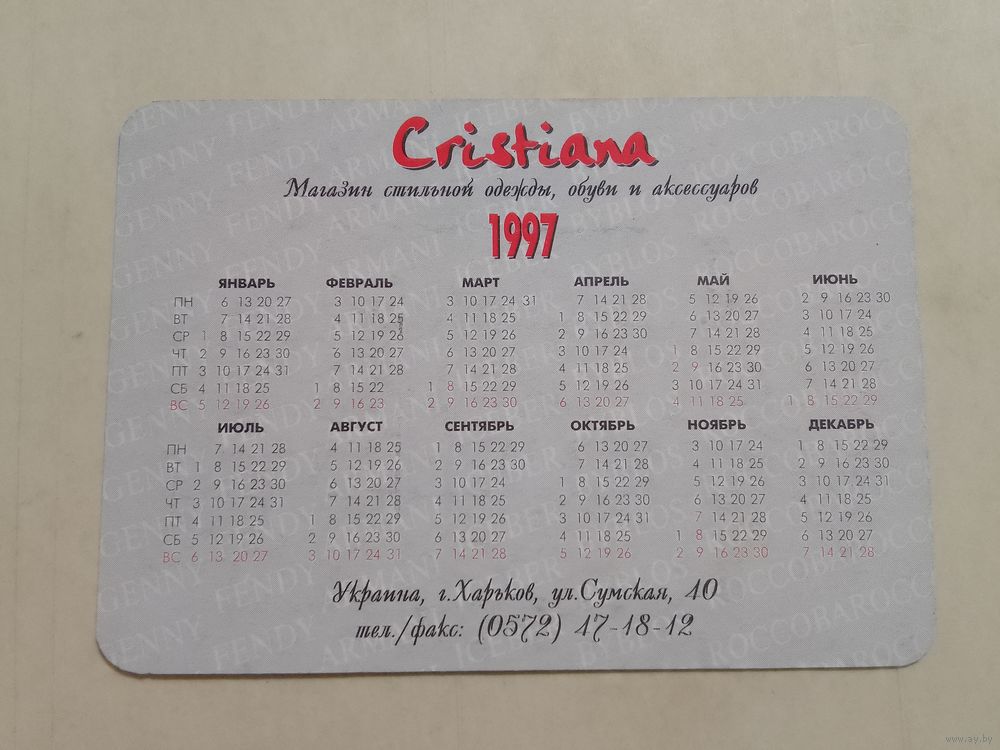 Cristiana
Магазин стильной одежды, обуви и аксессуаров
1997
ЯНВАРЬ ФЕВРАЛЬ МАРТ АПРЕЛЬ МАЙ ИЮНЬ
ПН 6 13 20 27 3 10 17 24 3 10 17 24 31 7 14 21 28 5 12 19 26 2 9 16 23 30
ВТ 7 14 21 28 4 11 18 25 4 11 18 25 1 8 15 22 29 6 13 20 27 3 10 17 24
СР 1 8 15 22 29 5 12 19 26 5 12 19 26 2 9 16 23 30 7 14 21 28 4 11 18 25
ЧТ 2 9 16 23 30 6 13 20 27 6 13 20 27 3 10 17 24 1 8 15 22 29 5 12 19 26
ПТ 3 10 17 24 31 7 14 21 28 7 14 21 28 4 11 18 25 2 9 16 23 30 6 13 20 27
СБ 4 11 18 25 1 8 15 22 1 8 15 22 29 5 12 19 26 3 10 17 24 31 7 14 21 28
ВС 5 12 19 26 2 9 16 23 2 9 16 23 30 6 13 20 27 4 11 18 25 1 8 15 22 29
ИЮЛЬ АВГУСТ СЕНТЯБРЬ ОКТЯБРЬ НОЯБРЬ ДЕКАБРЬ
ПН 7 14 21 28 4 11 18 25 1 8 15 22 29 6 13 20 27 3 10 17 24 1 8 15 22 29
ВТ 1 8 15 22 29 5 12 19 26 2 9 16 23 30 7 14 21 28 4 11 18 25 2 9 16 23 30
СР 2 9 16 23 30 6 13 20 27 3 10 17 24 1 8 15 22 29 5 12 19 26 3 10 17 24 31
ЧТ 3 10 17 24 31 7 14 21 28 4 11 18 25 2 9 16 23 30 6 13 20 27 4 11 18 25
ПТ 4 11 18 25 1 8 15 22 29 5 12 19 26 3 10 17 24 31 7 14 21 28 5 12 19 26
СБ 5 12 19 26 2 9 16 23 30 6 13 20 27 4 11 18 25 1 8 15 22 29 6 13 20 27
ВС 6 13 20 27 3 10 17 24 31 7 14 21 28 5 12 19 26 2 9 16 23 30 7 14 21 28
Украина, г.Харьков, ул.Сумская, 10
тел./факс: (0572) 17-18-12
GENNY FENDY ARMANI ICEBER BYBLOS ROCCOBAROCC
www.ay.by